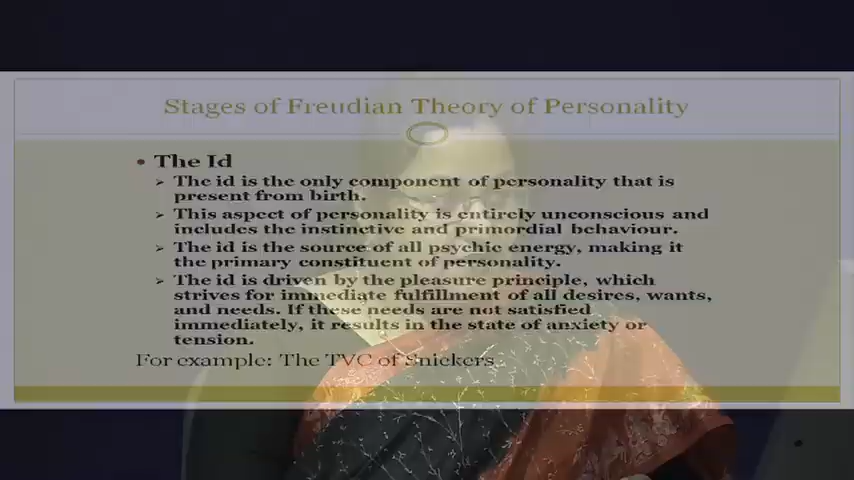 Stages of Freudian Theory of Personality
• The Id
➢ The id is the only component of personality that is
present from birth.
➢ This aspect of personality is entirely unconscious and
includes the instinctive and primordial behaviour.
➢ The id is the source of all psychic energy, making it
the primary constituent of personality.
➢ The id is driven by the pleasure principle, which
strives for immediate fulfillment of all desires, wants,
and needs. If these needs are not satisfied
immediately, it results in the state of anxiety or
tension.
For example: The TVC of Snickers